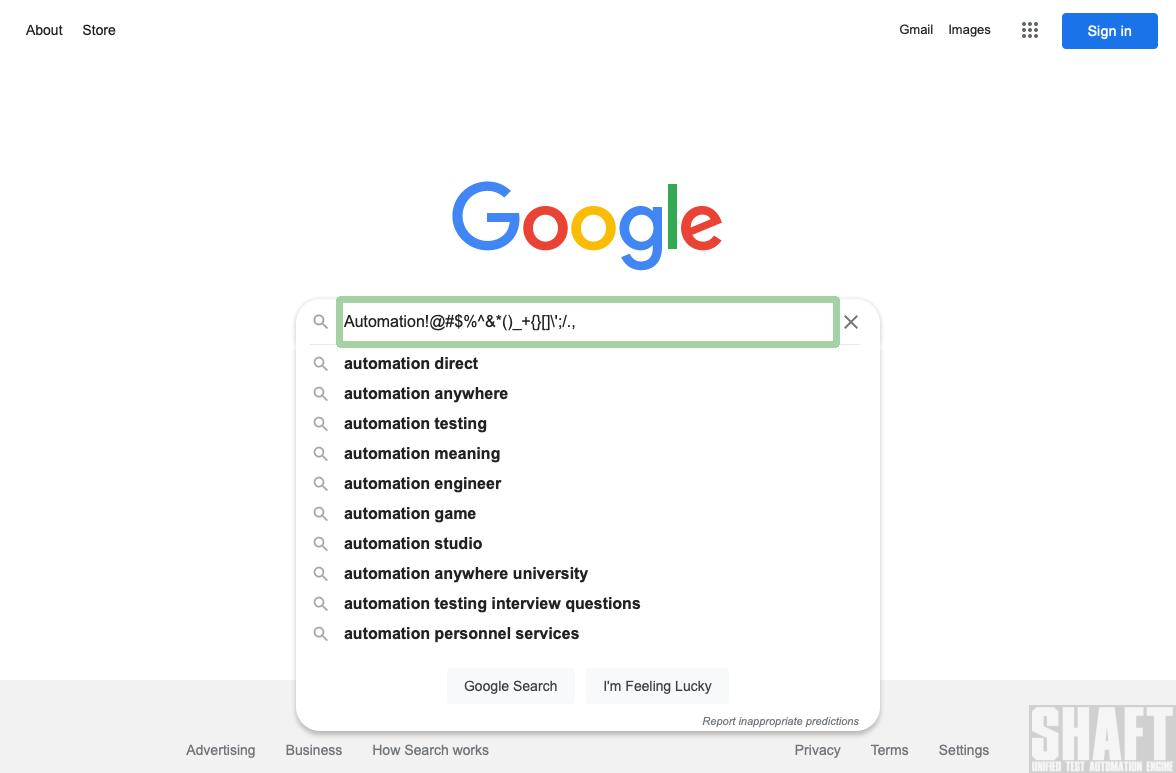 About Store
Gmail Images Sign in
Google
Automation!@#$%^&*()_+{}[]\';/.,
automation direct
automation anywhere
automation testing
automation meaning
automation engineer
automation game
automation studio
automation anywhere university
automation testing interview questions
automation personnel services
Google Search I'm Feeling Lucky
Report inappropriate predictions
Advertising Business How Search works Privacy Terms Settings
SHAFT
UNIFIED TEST AUTOMATION ENGINE